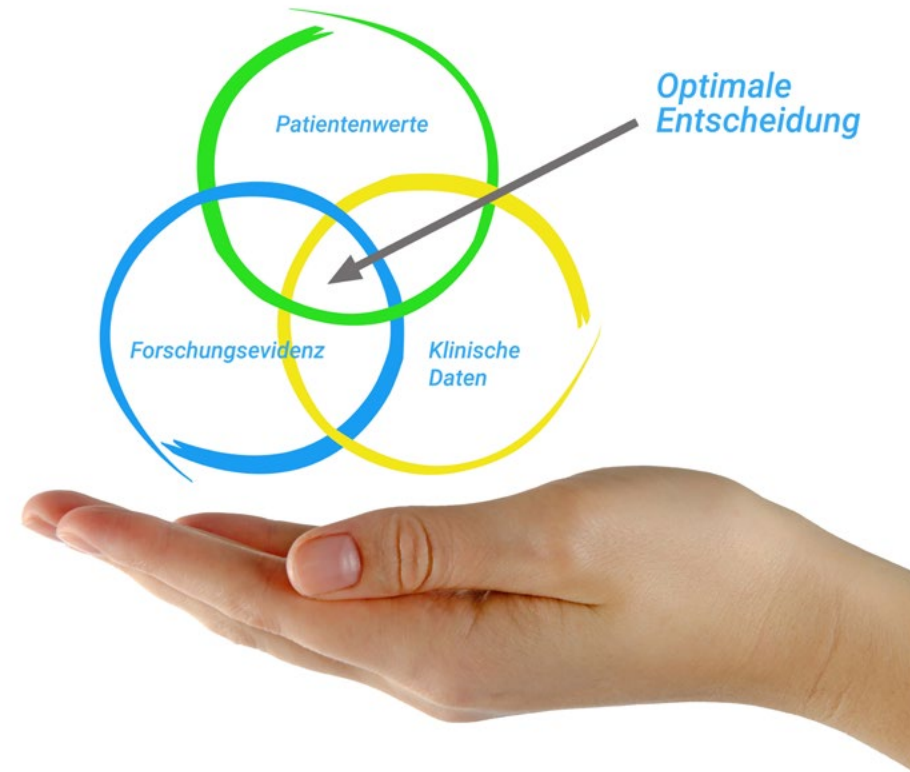 Patientenwerte
Optimale
Entscheidung
Forschungsevidenz
Klinische
Daten